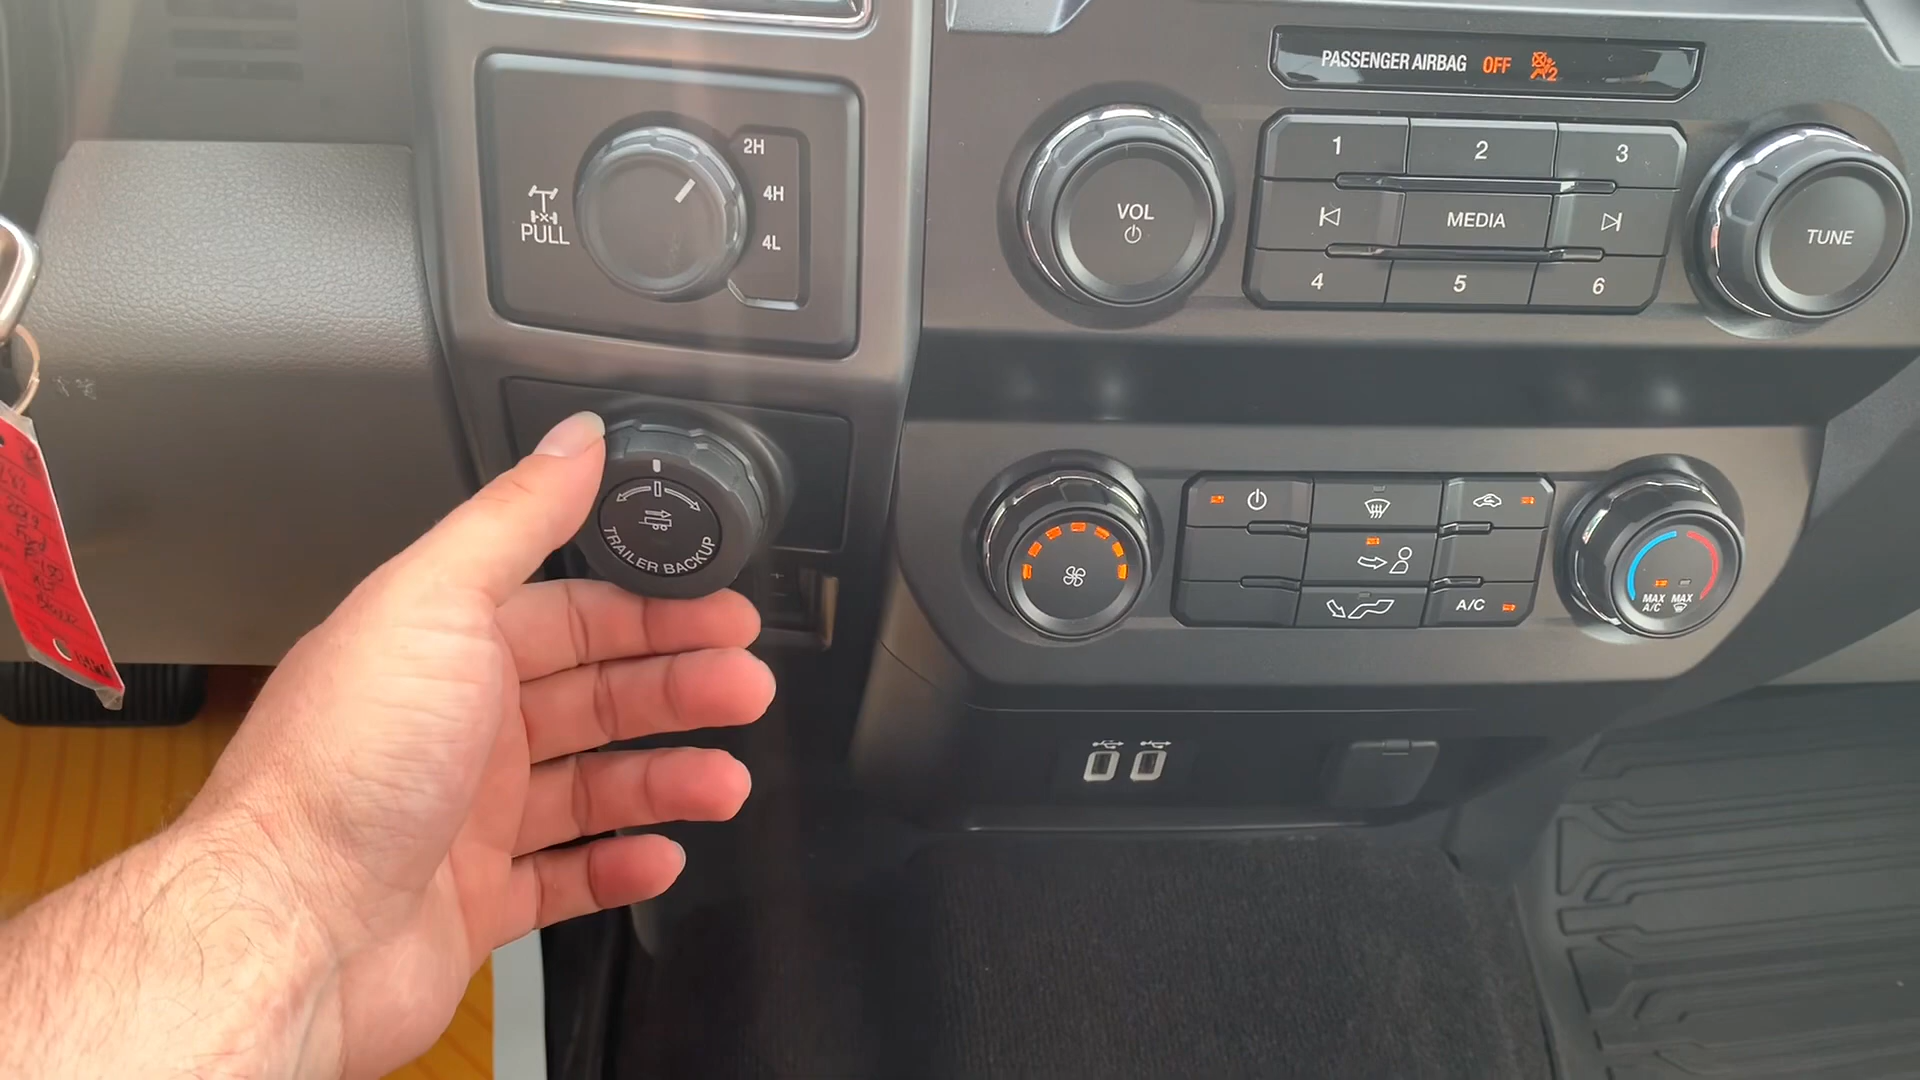 PASSENGER AIRBAG OFF 2
2H
4H
4L
PULL
VOL
1
2
3
MEDIA
4
5
6
TUNE
TRAILER BACKUP
A/C
MAX
A/C
MAX